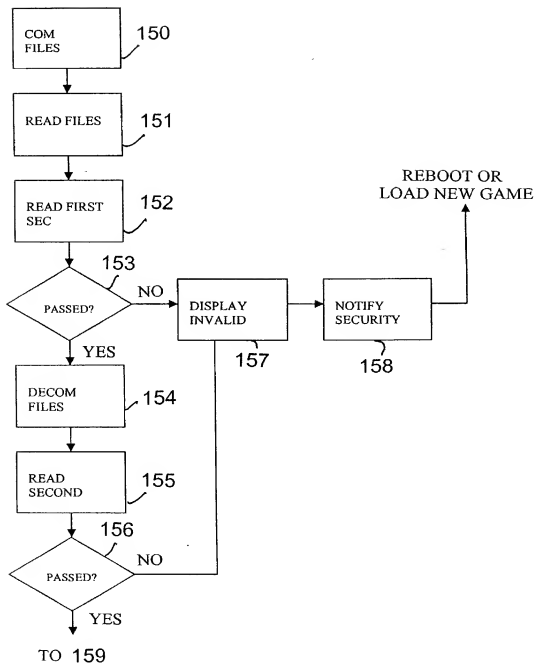 COM
FILES
150
READ FILES
151
READ FIRST
SEC
152
153
PASSED?
NO
YES
DISPLAY
INVALID
157
NOTIFY
SECURITY
158
REBOOT OR
LOAD NEW GAME
DECOM
FILES
154
READ
SECOND
155
156
PASSED?
NO
YES
TO 159